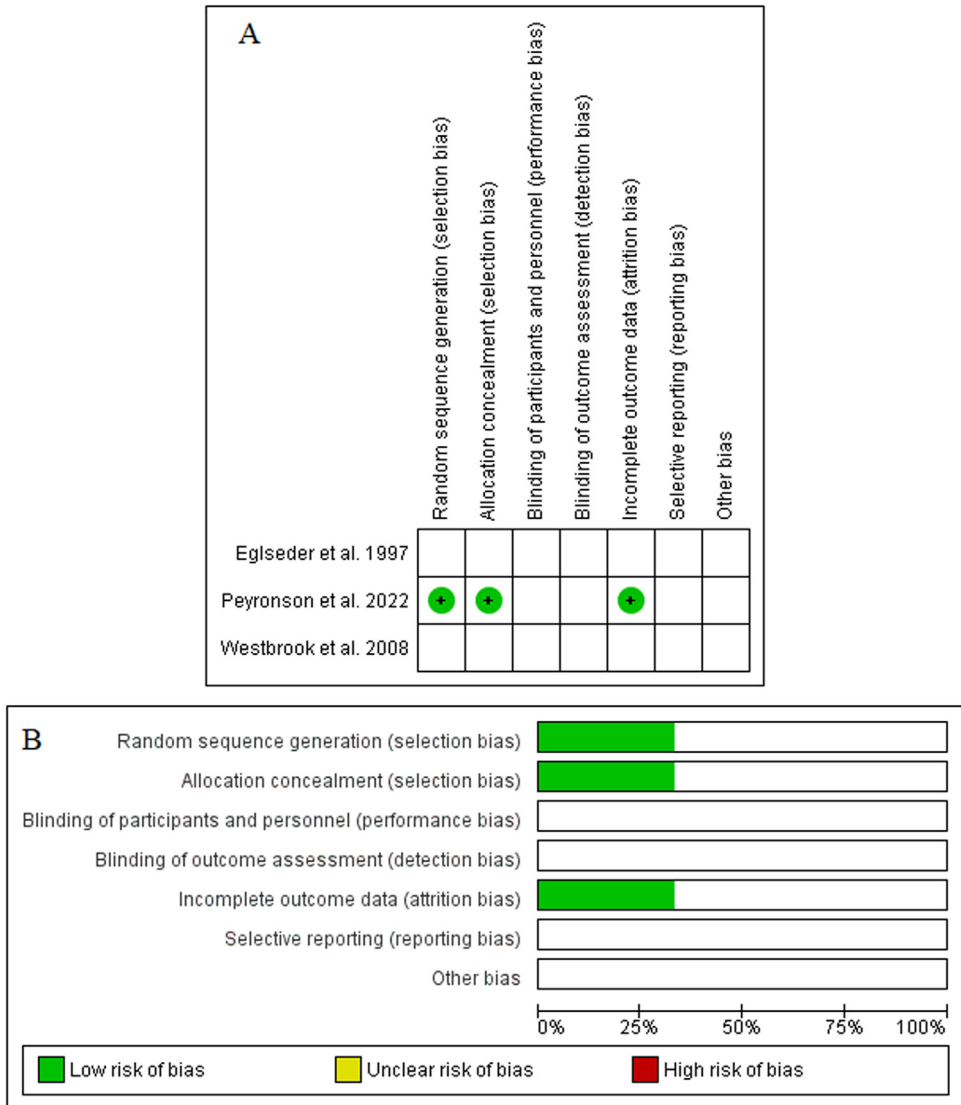 A
Random sequence generation (selection bias)
Allocation concealment (selection bias)
Blinding of participants and personnel (performance bias)
Blinding of outcome assessment (detection bias)
Incomplete outcome data (attrition bias)
Selective reporting (reporting bias)
Other bias
Eglseder et al. 1997
Peyronson et al. 2022
+ + +
Westbrook et al. 2008
B
Random sequence generation (selection bias)
Allocation concealment (selection bias)
Blinding of participants and personnel (performance bias)
Blinding of outcome assessment (detection bias)
Incomplete outcome data (attrition bias)
Selective reporting (reporting bias)
Other bias
0% 25% 50% 75% 100%
Low risk of bias Unclear risk of bias High risk of bias